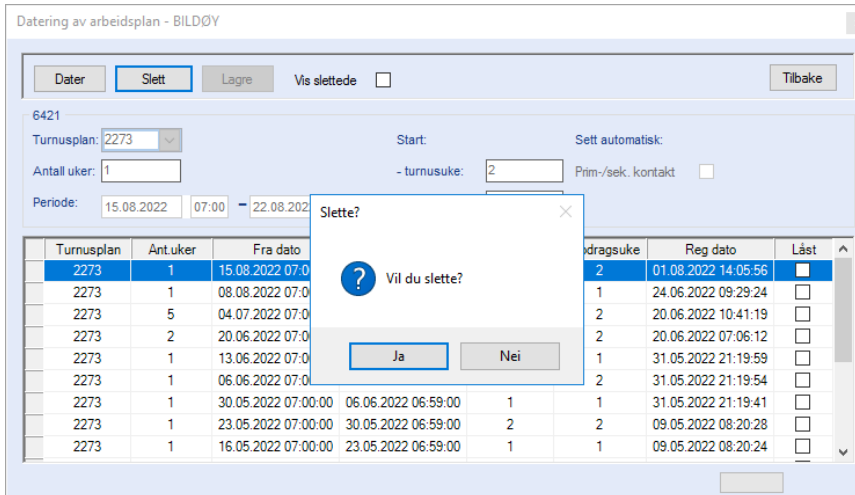 Datering av arbeidsplan - BILDØY
Dater Slett Lagre Vis slettede Tilbake
6421
Turnusplan: 2273 Start: Sett automatisk:
Antall uker: 1 - turnusuke: 2 Prim-/sek. kontakt
Periode: 15.08.2022 07:00 - 22.08.202
Slette?
Vil du slette?
Ja Nei
Turnusplan Ant.uker Fra dato Reg dato Låst
2273 1 15.08.2022 07:0 2 01.08.2022 14:05:56
2273 1 08.08.2022 07:0 1 24.06.2022 09:29:24
2273 5 04.07.2022 07:0 2 20.06.2022 10:41:19
2273 2 20.06.2022 07:0 2 20.06.2022 07:06:12
2273 1 13.06.2022 07:0 1 31.05.2022 21:19:59
2273 1 06.06.2022 07:0 2 31.05.2022 21:19:54
2273 1 30.05.2022 07:00:00 06.06.2022 06:59:00 1 1 31.05.2022 21:19:41
2273 1 23.05.2022 07:00:00 30.05.2022 06:59:00 2 2 09.05.2022 08:20:28
2273 1 16.05.2022 07:00:00 23.05.2022 06:59:00 1 1 09.05.2022 08:20:24